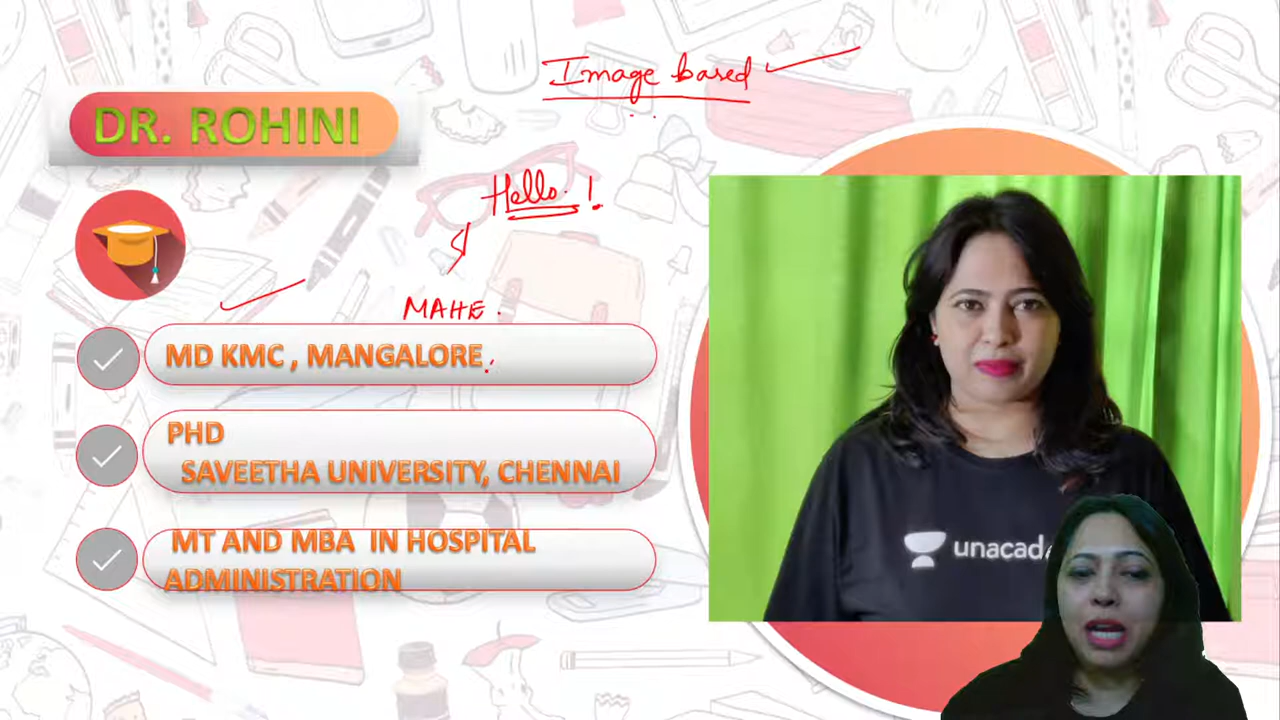 Image based
DR. ROHINI
Hello !
MAHE .
MD KMC , MANGALORE
PHD
SAVEETHA UNIVERSITY, CHENNAI
MT AND MBA IN HOSPITAL
ADMINISTRATION